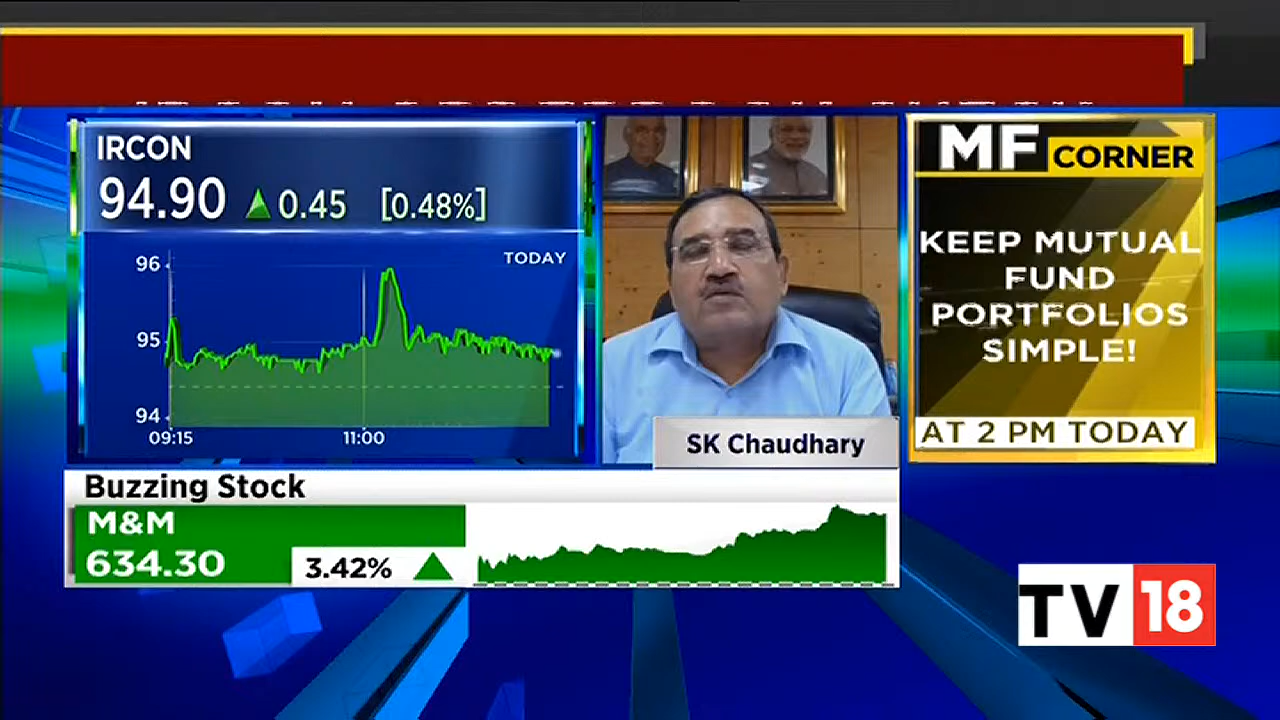 IRCON
94.90 ▲ 0.45 [0.48%]
TODAY
96
95
94
09:15 11:00
SK Chaudhary
MF CORNER
KEEP MUTUAL
FUND
PORTFOLIOS
SIMPLE!
AT 2 PM TODAY
Buzzing Stock
M&M
634.30 3.42% ▲
TV18